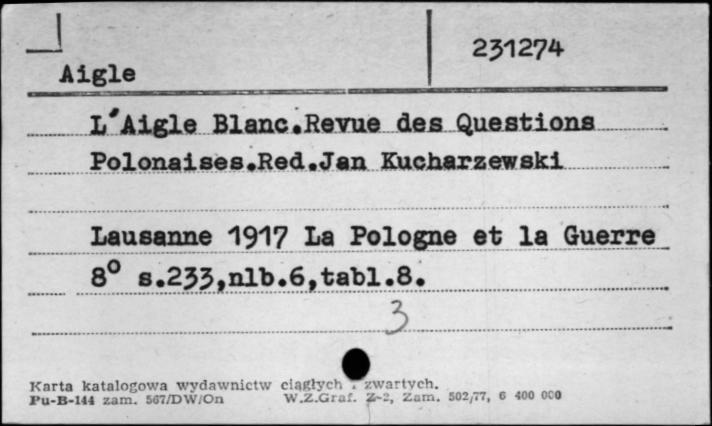 231274
Aigle
L'Aigle Blanc.Revue des Questions
Polonaises.Red.Jan Kucharzewski
Lausanne 1917 La Pologne et la Guerre
8° s.233,nlb.6,tabl.8.
3
Karta katalogowa wydawnictw ciągłych i zwartych.
Pu-B-144 zam. 567/DW/On W.Z.Graf. Z-2, Zam. 502/77, 6 400 000